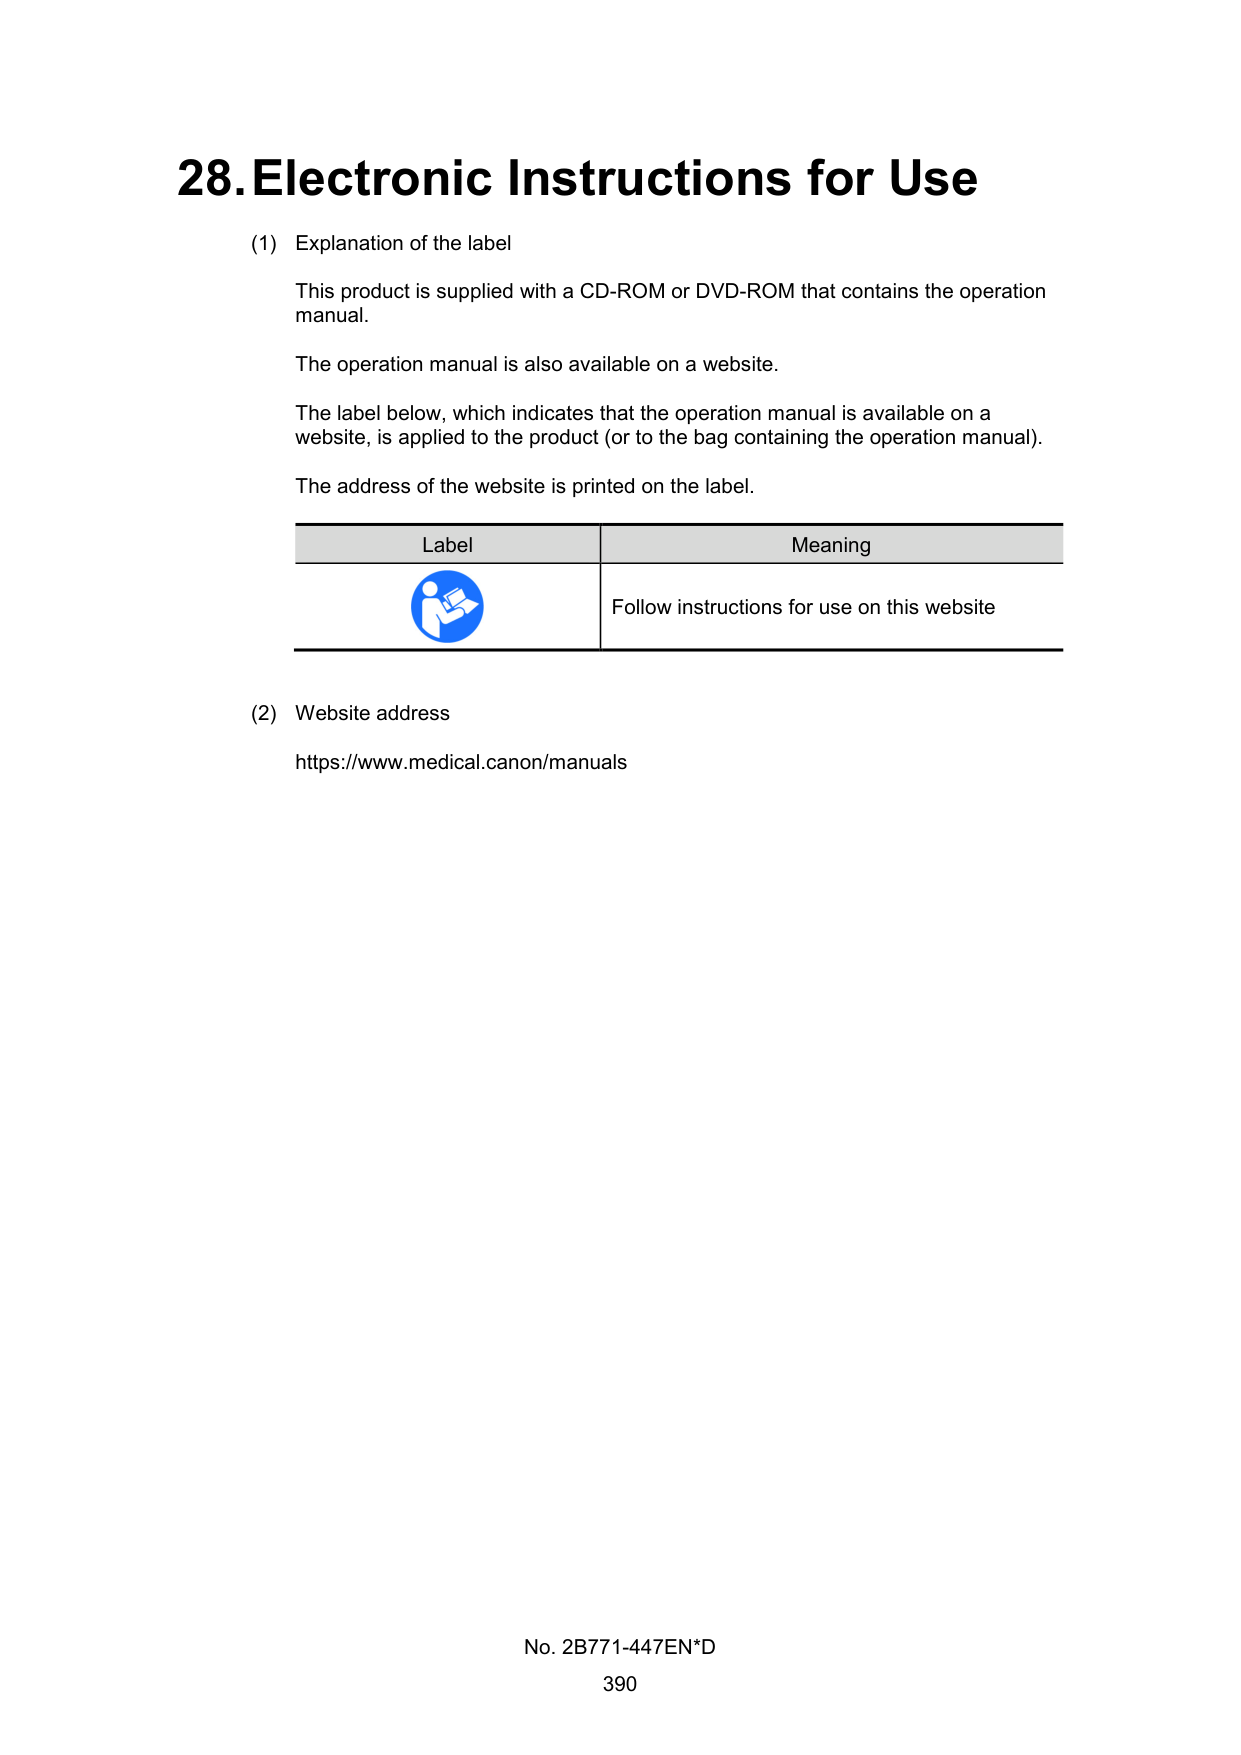 28. Electronic Instructions for Use
(1) Explanation of the label
This product is supplied with a CD-ROM or DVD-ROM that contains the operation
manual.
The operation manual is also available on a website.
The label below, which indicates that the operation manual is available on a
website, is applied to the product (or to the bag containing the operation manual).
The address of the website is printed on the label.
Label Meaning
Follow instructions for use on this website
(2) Website address
https://www.medical.canon/manuals
No. 2B771-447EN*D
390